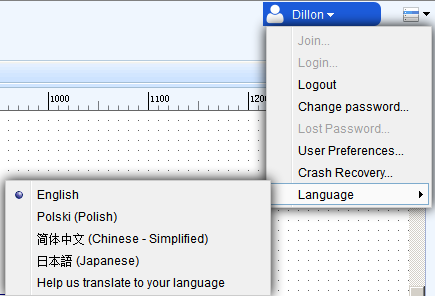 Dillon
1000
1100
Join...
Login...
Logout
Change password...
Lost Password...
User Preferences...
Crash Recovery...
Language
English
Polski (Polish)
简体中文 (Chinese - Simplified)
日本語 (Japanese)
Help us translate to your language